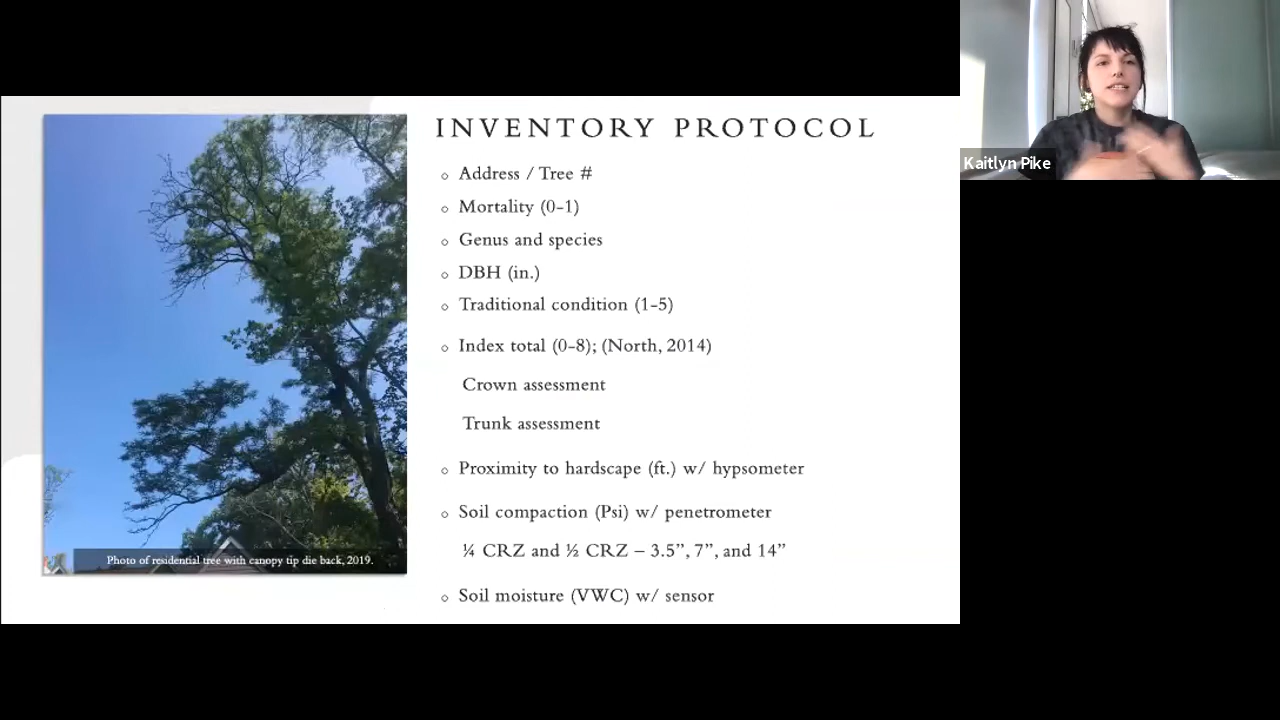 INVENTORY PROTOCOL
Address / Tree #
Mortality (0-1)
Genus and species
DBH (in.)
Traditional condition (1-5)
Index total (0-8); (North, 2014)
Crown assessment
Trunk assessment
Proximity to hardscape (ft.) w/ hypsometer
Soil compaction (Psi) w/ penetrometer
¼ CRZ and ½ CRZ – 3.5”, 7”, and 14”
Soil moisture (VWC) w/ sensor
Photo of residential tree with canopy tip die back, 2019.
Kaitlyn Pike